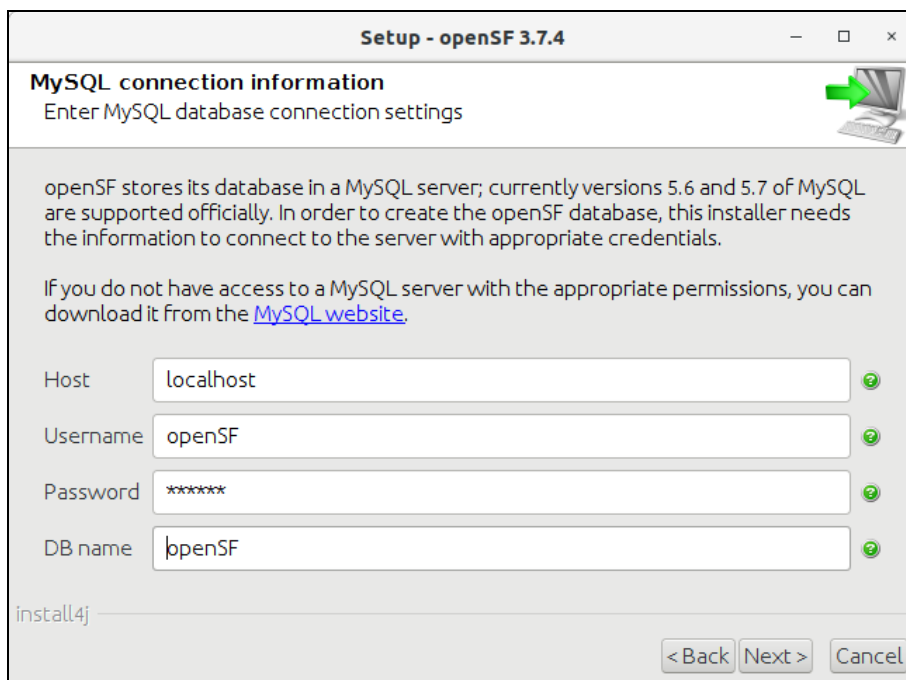 Setup - openSF 3.7.4
MySQL connection information
Enter MySQL database connection settings
openSF stores its database in a MySQL server; currently versions 5.6 and 5.7 of MySQL
are supported officially. In order to create the openSF database, this installer needs
the information to connect to the server with appropriate credentials.
If you do not have access to a MySQL server with the appropriate permissions, you can
download it from the MySQL website.
Host localhost
Username openSF
Password ******
DB name openSF
install4j
< Back Next > Cancel